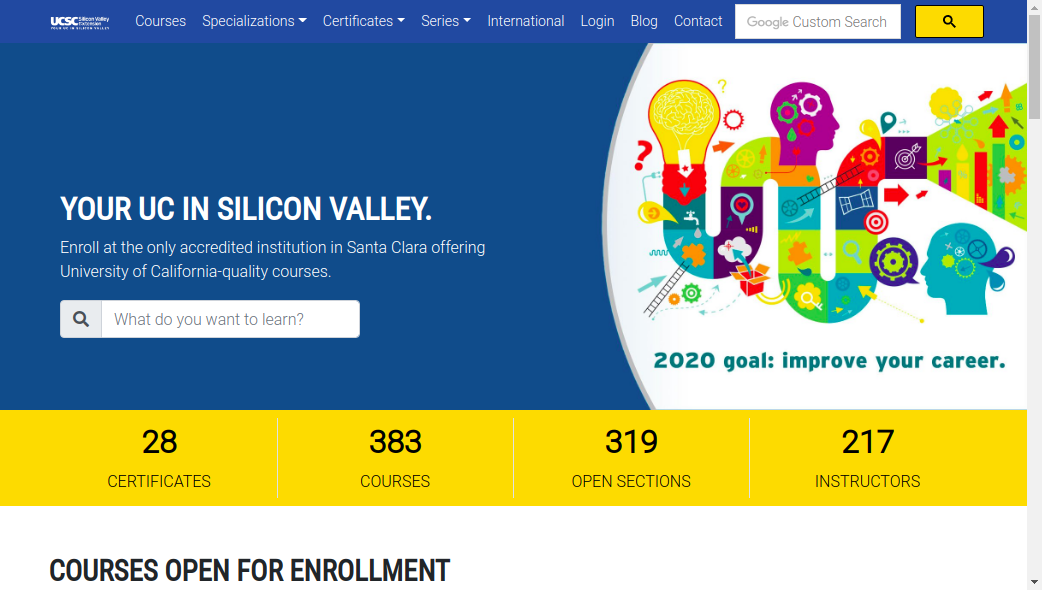 UCSC Silicon Valley
EXTENSION
YOUR UC IN SILICON VALLEY
Courses Specializations Certificates Series International Login Blog Contact Google Custom Search
YOUR UC IN SILICON VALLEY.
Enroll at the only accredited institution in Santa Clara offering
University of California-quality courses.
What do you want to learn?
2020 goal: improve your career.
28 383 319 217
CERTIFICATES COURSES OPEN SECTIONS INSTRUCTORS
COURSES OPEN FOR ENROLLMENT